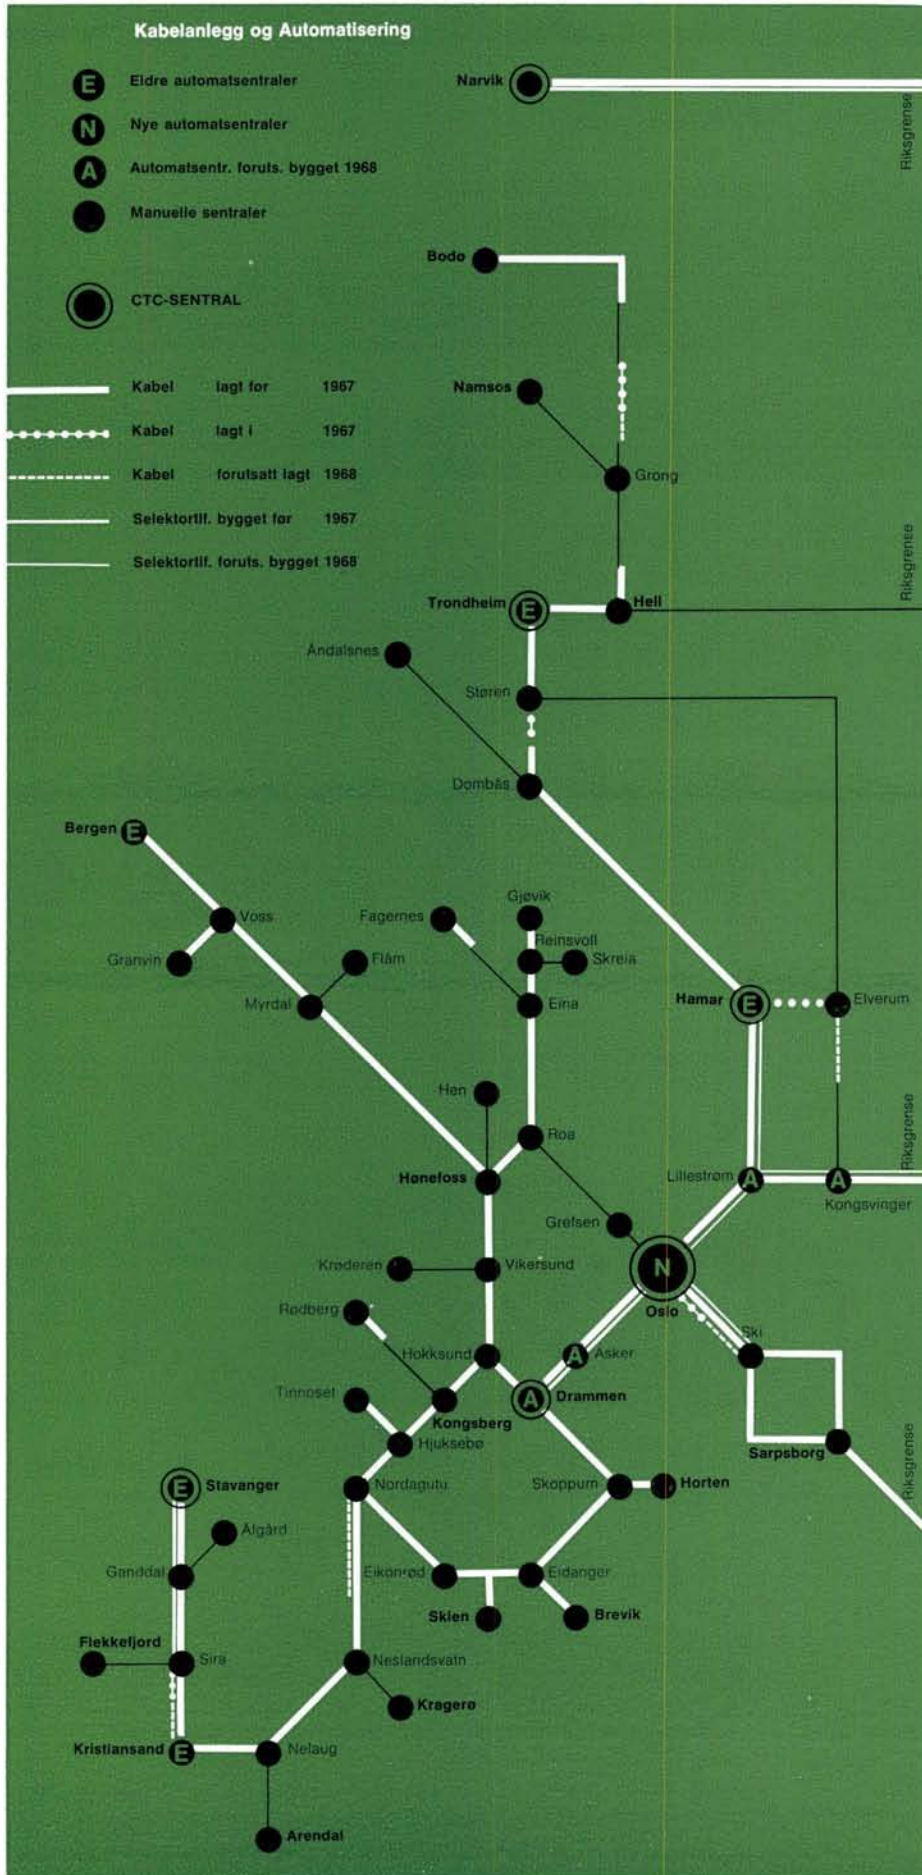 Kabelanlegg og Automatisering
E Eldre automatsentraler
N Nye automatsentraler
A Automatsentr. foruts. bygget 1968
Manuelle sentraler
CTC-SENTRAL
Kabel lagt før 1967
Kabel lagt i 1967
Kabel forutsatt lagt 1968
Selektortlf. bygget før 1967
Selektortlf. foruts. bygget 1968
Narvik
Riksgrense
Bodø
Namsos
Grong
Riksgrense
Trondheim E
Hell
Åndalsnes
Støren
Dombås
Bergen E
Voss
Granvin
Fagernes
Gjøvik
Reinsvoll
Skreia
Flåm
Myrdal
Eina
Hamar E
Elverum
Hen
Roa
Riksgrense
Hønefoss
Lillestrøm A
A
Kongsvinger
Grefsen
Krøderen
Vikersund
N
Oslo
Rødberg
Ski
Hokksund
A Asker
Tinnoset
Kongsberg
A Drammen
Hjuksebø
Sarpsborg
Riksgrense
E Stavanger
Nordagutu
Skoppum
Horten
Ålgård
Ganddal
Eikonrød
Eidanger
Skien
Brevik
Flekkefjord
Sira
Neslandsvatn
Kragerø
Kristiansand E
Nelaug
Arendal